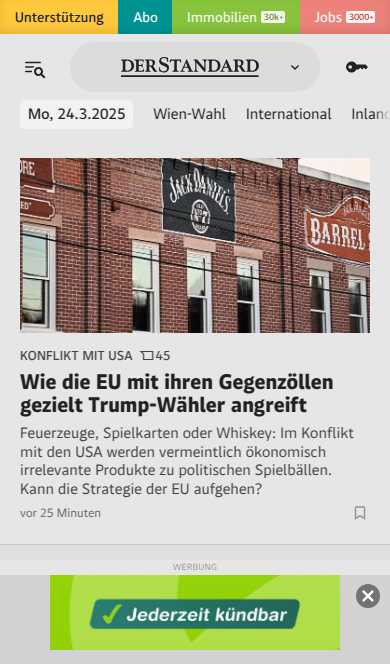 Unterstützung Abo Immobilien 30k+ Jobs 3000+
DERSTANDARD
Mo, 24.3.2025 Wien-Wahl International Inlan
JACK DANIEL'S
OLD
No. 7
BARREL
KONFLIKT MIT USA 45
Wie die EU mit ihren Gegenzöllen
gezielt Trump-Wähler angreift
Feuerzeuge, Spielkarten oder Whiskey: Im Konflikt
mit den USA werden vermeintlich ökonomisch
irrelevante Produkte zu politischen Spielbällen.
Kann die Strategie der EU aufgehen?
vor 25 Minuten
WERBUNG
Jederzeit kündbar